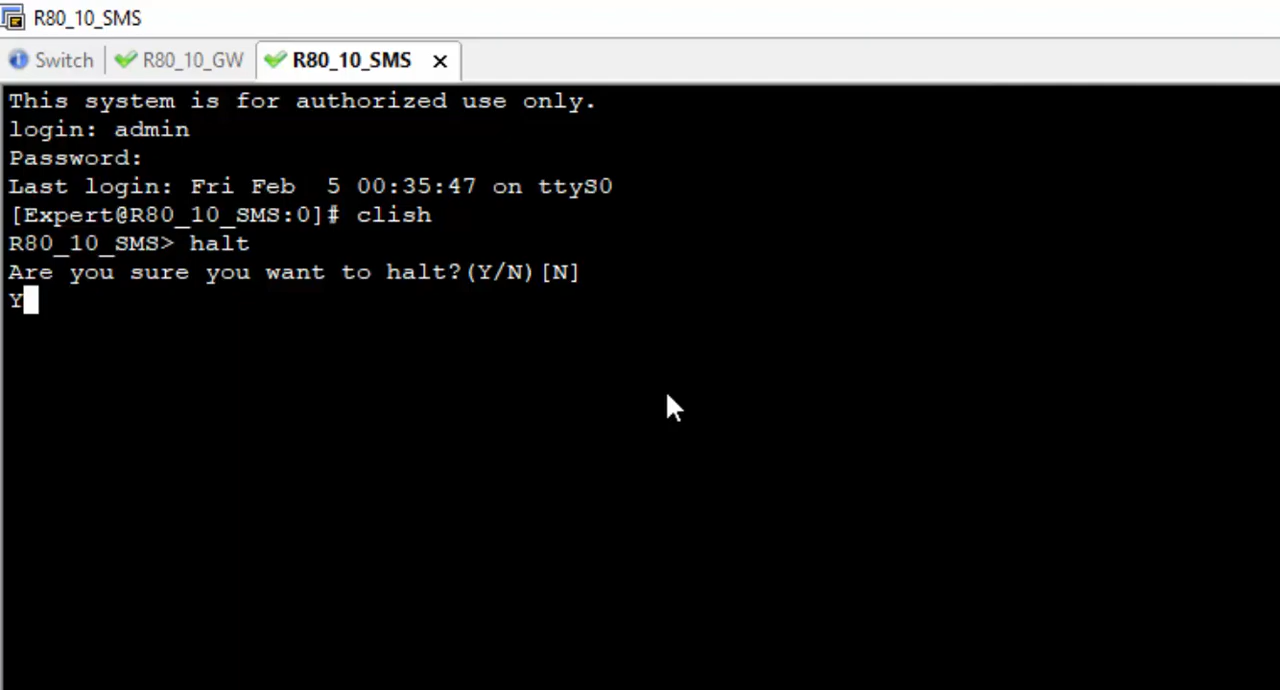 R80_10_SMS
Switch R80_10_GW R80_10_SMS
This system is for authorized use only.
login: admin
Password:
Last login: Fri Feb  5 00:35:47 on ttyS0
[Expert@R80_10_SMS:0]# clish
R80_10_SMS> halt
Are you sure you want to halt?(Y/N)[N]
Y